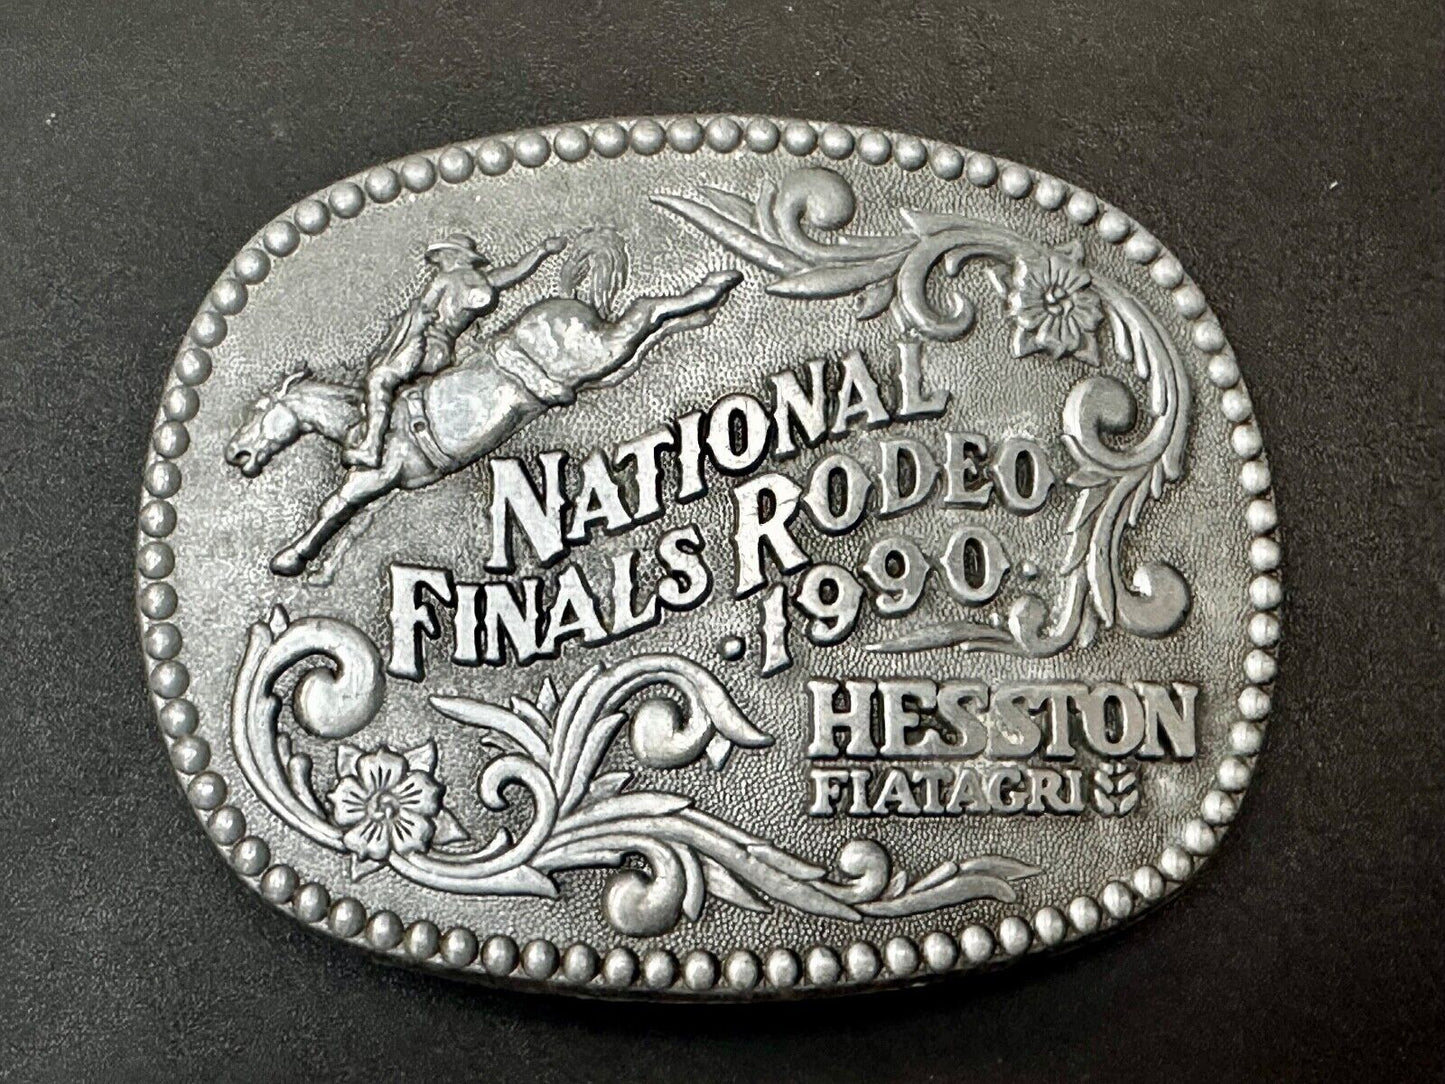 NATIONAL
FINALS RODEO
·1990·
HESSTON
FIATAGRI